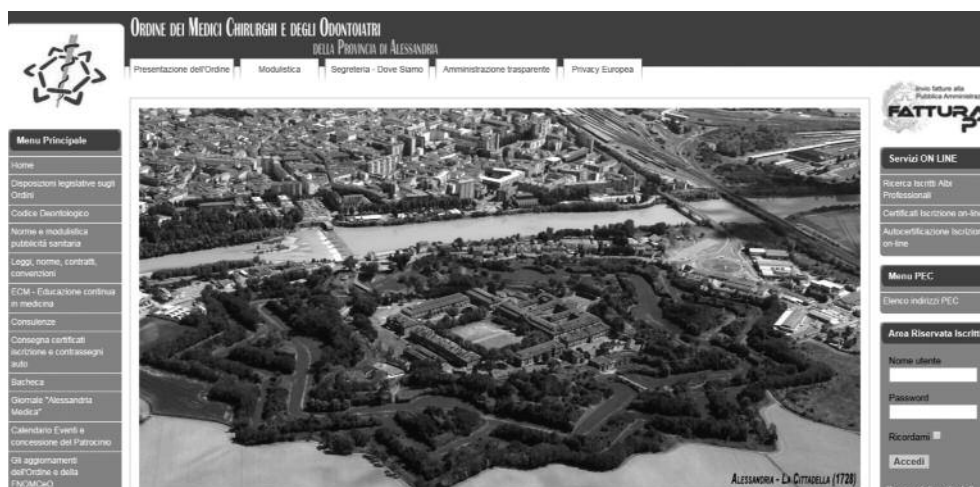 Ordine dei Medici Chirurghi e degli Odontoiatri
della Provincia di Alessandria
Presentazione dell'Ordine
Modulistica
Segreteria - Dove Siamo
Amministrazione trasparente
Privacy Europea
Menu Principale
Home
Disposizioni legislative sugli
Ordini
Codice Deontologico
Norme e modulistica
pubblicità sanitaria
Leggi, norme, contratti,
convenzioni
ECM - Educazione continua
in medicina
Consulenze
Consegna certificati
iscrizione e contrassegni
auto
Bacheca
Giornale "Alessandria
Medica"
Calendario Eventi e
concessione del Patrocinio
Gli aggiornamenti
dell'Ordine e della
FNOMCeO
Alessandria - La Cittadella (1728)
Invio fatture alla
Pubblica Amministrazi
FATTURA
PA
Servizi ON LINE
Ricerca Iscritti Albi
Professionali
Certificati Iscrizione on-line
Autocertificazione Iscrizion
on-line
Menu PEC
Elenco indirizzi PEC
Area Riservata Iscritti
Nome utente
Password
Ricordami
Accedi